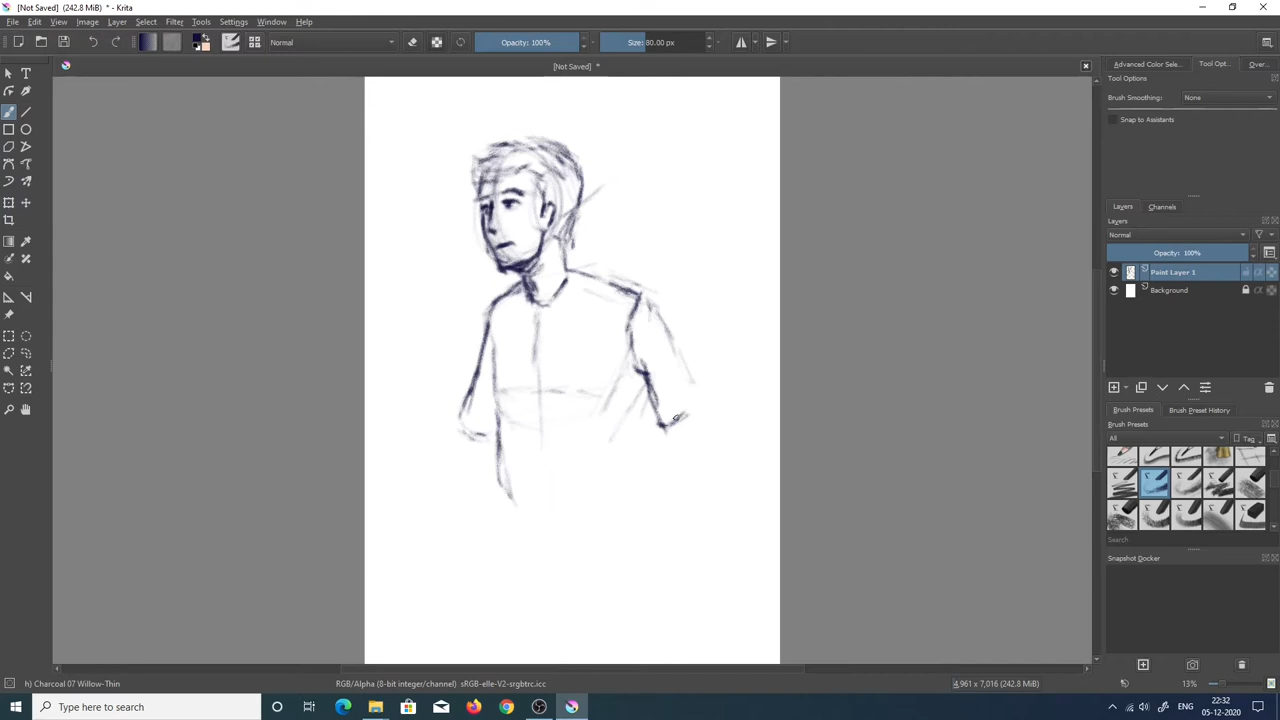 [Not Saved] (242.8 MiB) * - Krita
File Edit View Image Layer Select Filter Tools Settings Window Help
Normal
Opacity: 100%
Size: 80.00 px
[Not Saved] *
Advanced Color Sele... Tool Opt... Over...
Tool Options
Brush Smoothing: None
Snap to Assistants
Layers Channels
Layers
Normal
Opacity: 100%
Paint Layer 1
Background
Brush Presets Brush Preset History
Brush Presets
All Tag
Search
Snapshot Docker
h) Charcoal 07 Willow-Thin
RGB/Alpha (8-bit integer/channel) sRGB-elle-V2-srgbtrc.icc
4,961 x 7,016 (242.8 MiB)
13%
Type here to search
ENG
22:32
05-12-2020